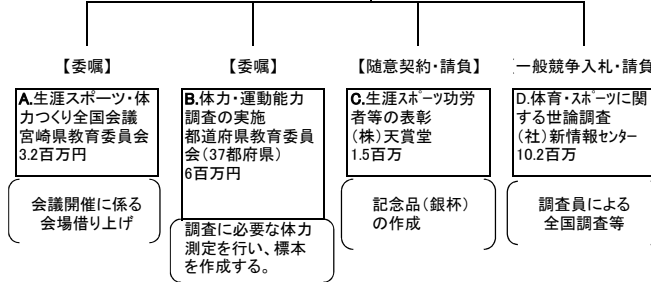 【委嘱】
A.生涯スポーツ・体
力つくり全国会議
宮崎県教育委員会
3.2百万円
会議開催に係る
会場借り上げ
【委嘱】
B.体力・運動能力
調査の実施
都道府県教育委員
会(37都府県)
6百万円
調査に必要な体力
測定を行い、標本
を作成する。
【随意契約・請負】
C.生涯スポーツ功労
者等の表彰
(株)天賞堂
1.5百万
記念品(銀杯)
の作成
一般競争入札・請負
D.体育・スポーツに関
する世論調査
(社)新情報センター
10.2百万
調査員による
全国調査等